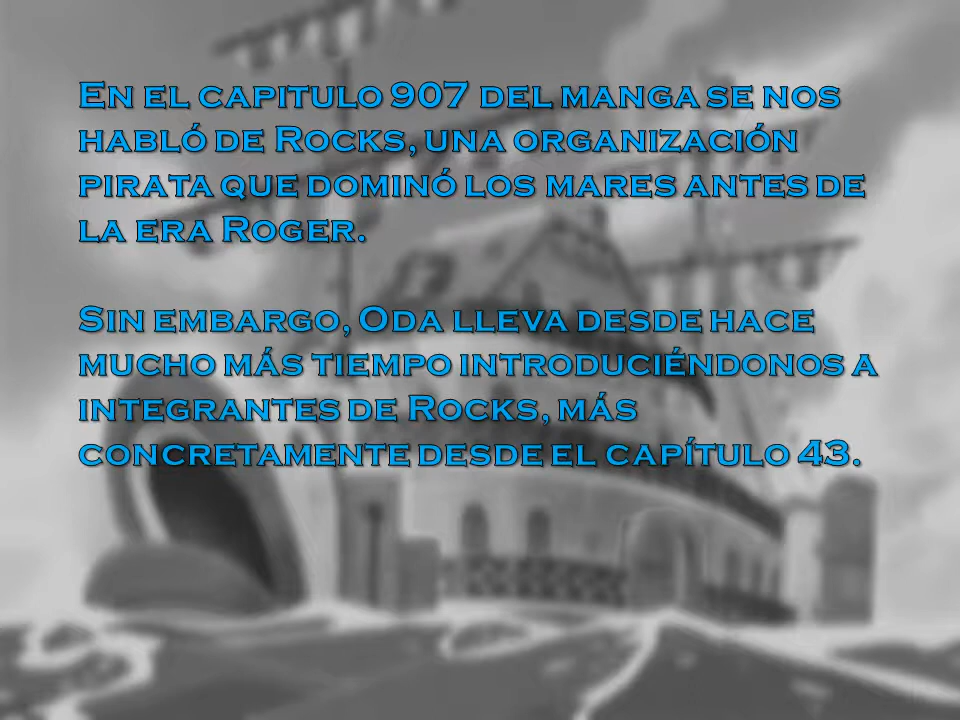 En el capitulo 907 del manga se nos
habló de Rocks, una organización
pirata que dominó los mares antes de
la era Roger.
Sin embargo, Oda lleva desde hace
mucho más tiempo introduciéndonos a
integrantes de Rocks, más
concretamente desde el capítulo 43.